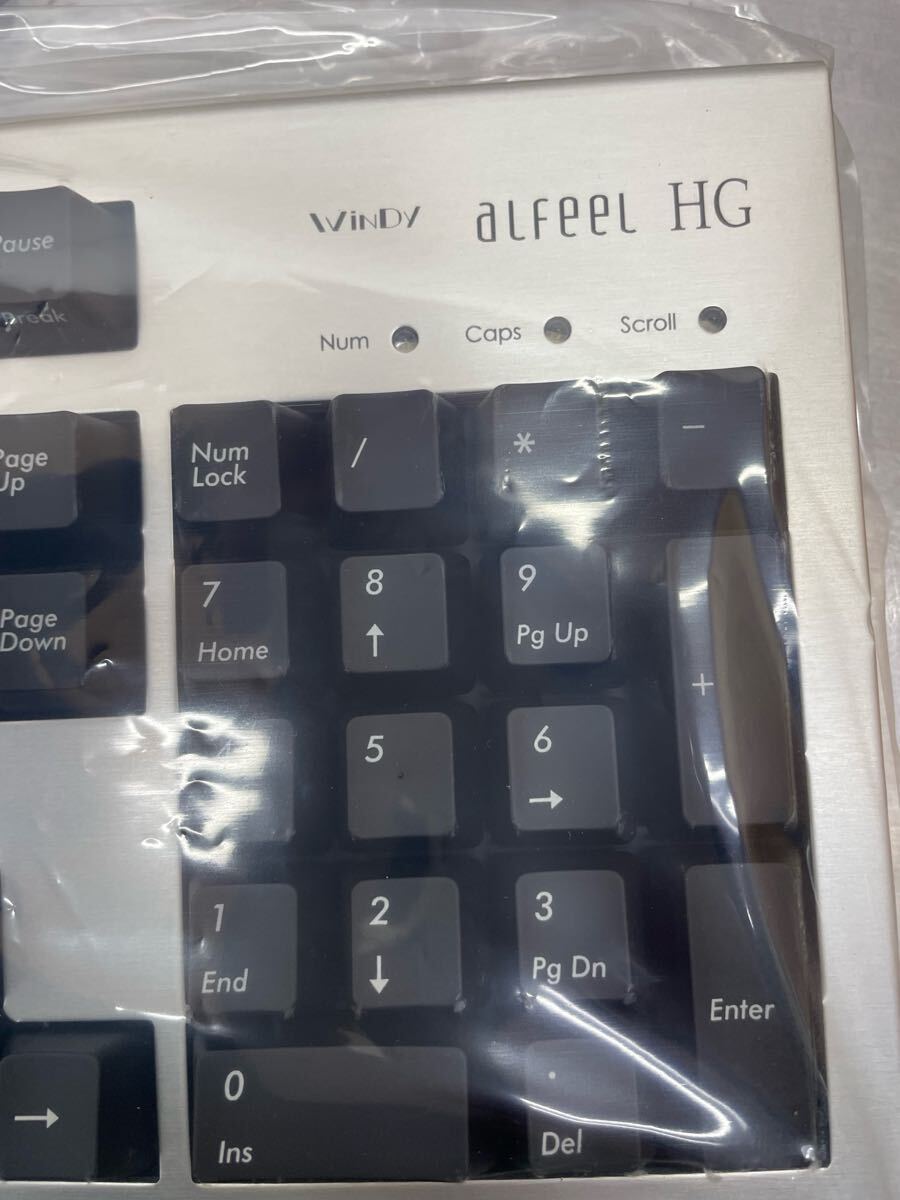 WiNDy aLFeeL HG
Num Caps Scroll
Pause
Break
Page
Up
Page
Down
→
Num
Lock
/
*
−
7
Home
8
↑
9
Pg Up
+
4
5
6
→
1
End
2
↓
3
Pg Dn
Enter
0
Ins
.
Del